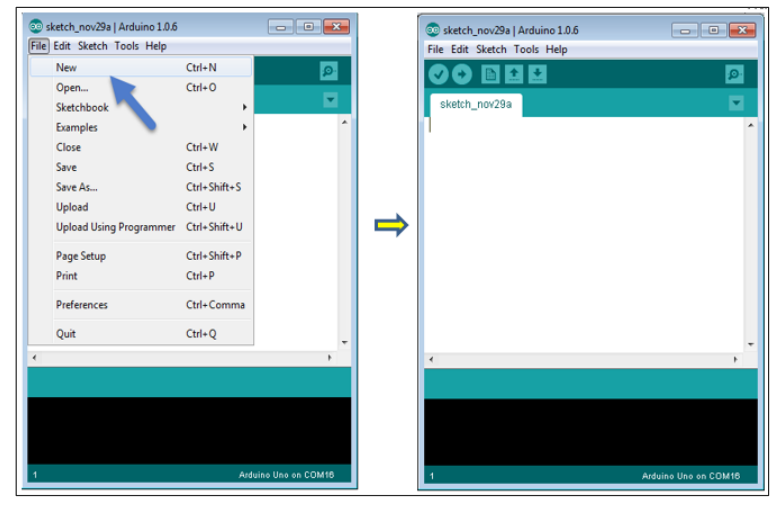 sketch_nov29a | Arduino 1.0.6
File Edit Sketch Tools Help
New Ctrl+N
Open... Ctrl+O
Sketchbook
Examples
Close Ctrl+W
Save Ctrl+S
Save As... Ctrl+Shift+S
Upload Ctrl+U
Upload Using Programmer Ctrl+Shift+U
Page Setup Ctrl+Shift+P
Print Ctrl+P
Preferences Ctrl+Comma
Quit Ctrl+Q
1 Arduino Uno on COM16
sketch_nov29a | Arduino 1.0.6
File Edit Sketch Tools Help
sketch_nov29a
1 Arduino Uno on COM16